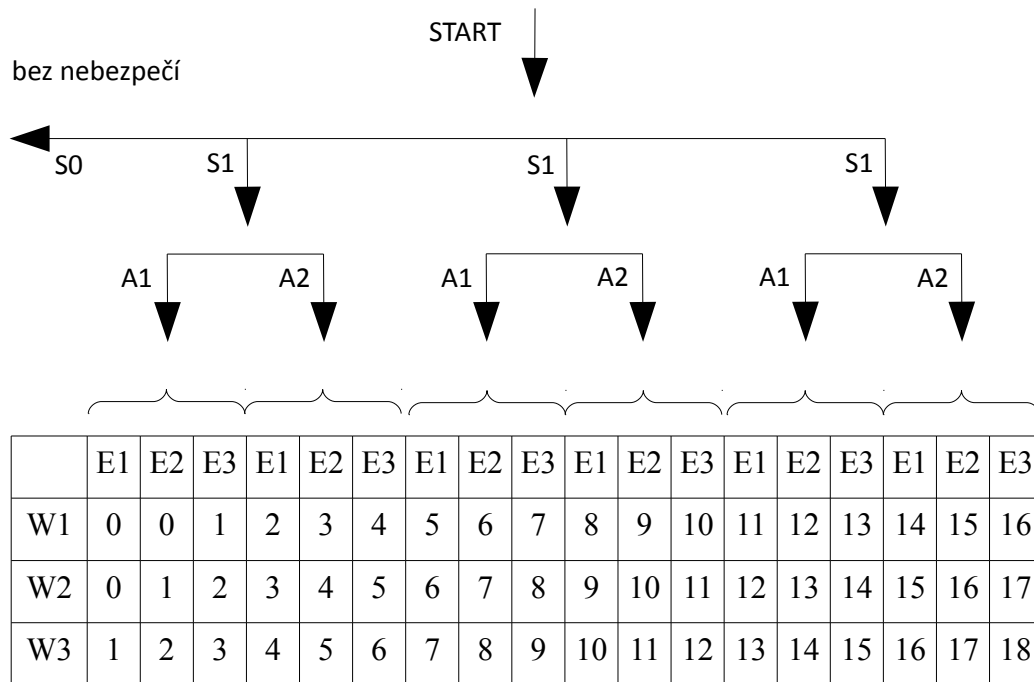 START
bez nebezpečí
S0 S1 S1 S1
A1 A2 A1 A2 A1 A2
E1 E2 E3 E1 E2 E3 E1 E2 E3 E1 E2 E3 E1 E2 E3 E1 E2 E3
W1 0 0 1 2 3 4 5 6 7 8 9 10 11 12 13 14 15 16
W2 0 1 2 3 4 5 6 7 8 9 10 11 12 13 14 15 16 17
W3 1 2 3 4 5 6 7 8 9 10 11 12 13 14 15 16 17 18